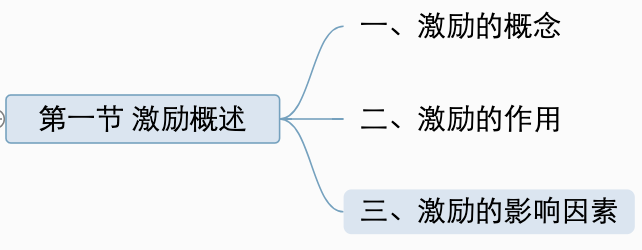 一、激励的概念
第一节 激励概述
二、激励的作用
三、激励的影响因素